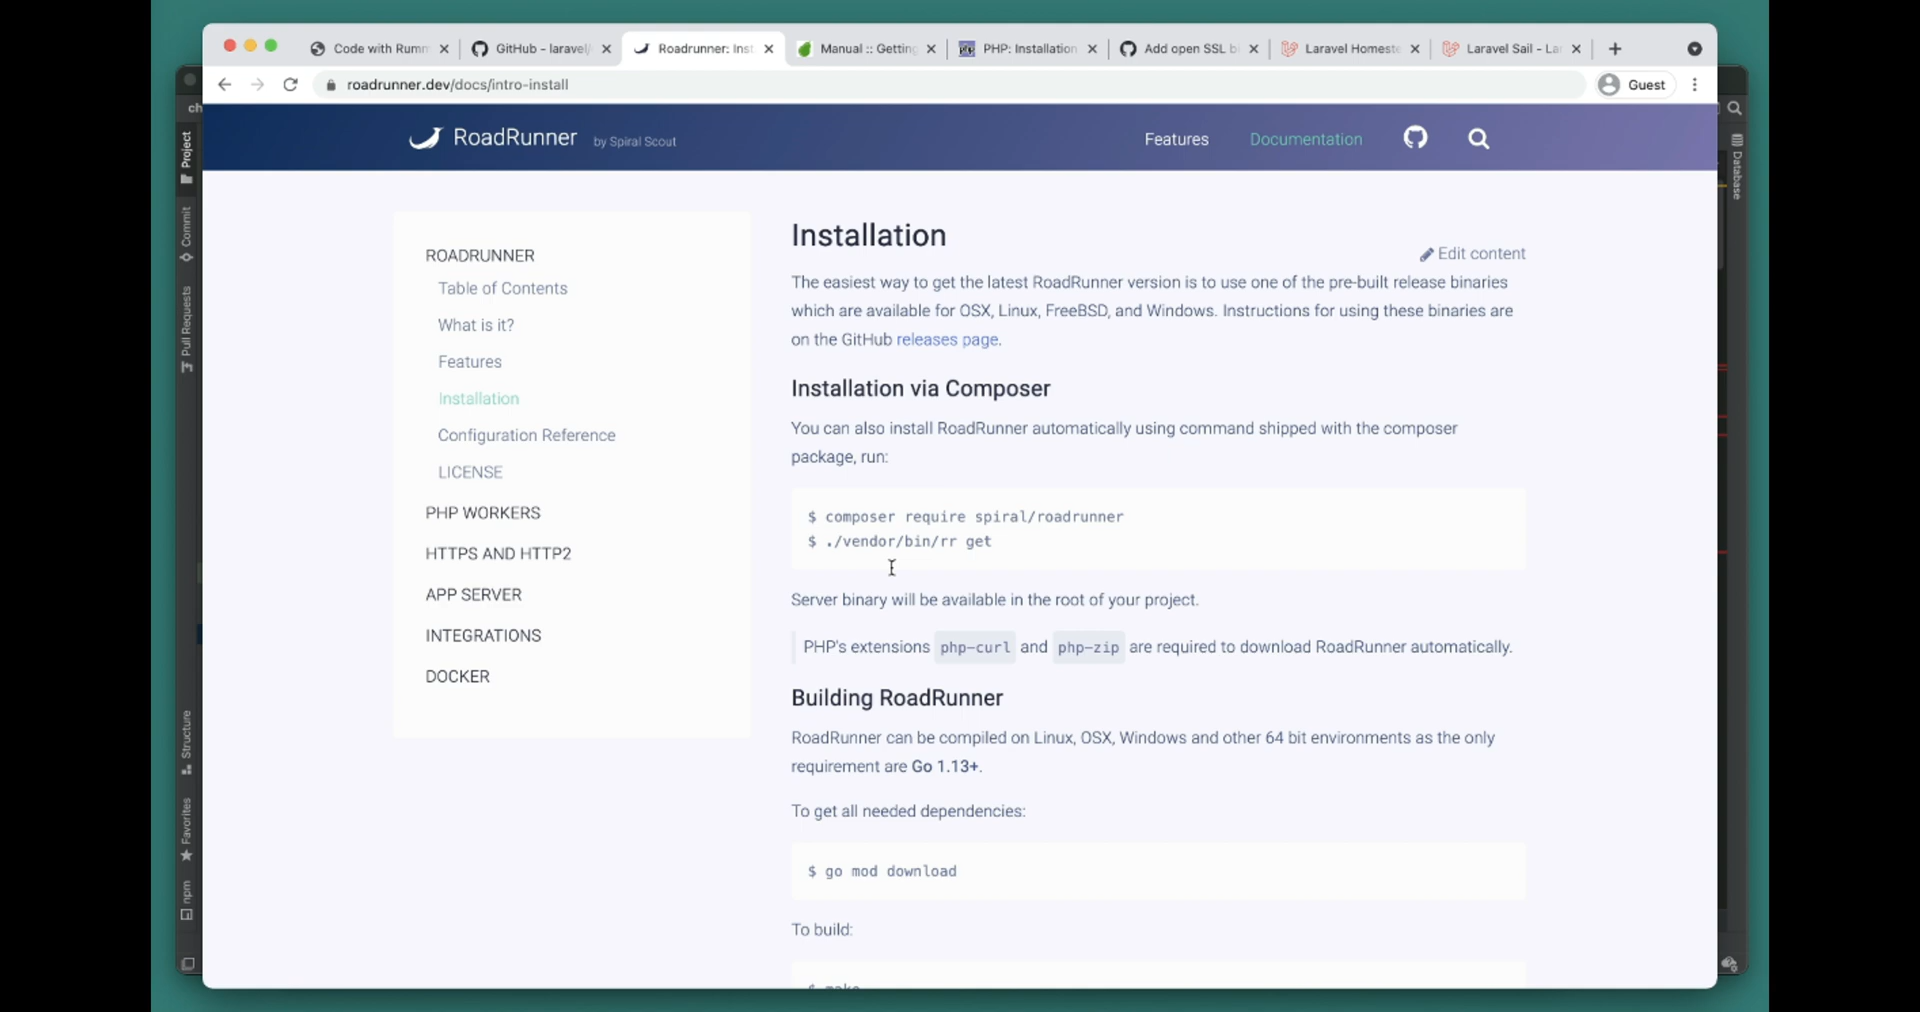 Code with Rumm
GitHub - laravel/
Roadrunner: Inst
Manual :: Getting
PHP: Installation
Add open SSL b
Laravel Homeste
Laravel Sail - La
roadrunner.dev/docs/intro-install
Guest
ch
Project
Commit
Pull Requests
Structure
Favorites
npm
Database
RoadRunner by Spiral Scout
Features
Documentation
ROADRUNNER
Table of Contents
What is it?
Features
Installation
Configuration Reference
LICENSE
PHP WORKERS
HTTPS AND HTTP2
APP SERVER
INTEGRATIONS
DOCKER
Installation
Edit content
The easiest way to get the latest RoadRunner version is to use one of the pre-built release binaries
which are available for OSX, Linux, FreeBSD, and Windows. Instructions for using these binaries are
on the GitHub releases page.
Installation via Composer
You can also install RoadRunner automatically using command shipped with the composer
package, run:
$ composer require spiral/roadrunner
$ ./vendor/bin/rr get
Server binary will be available in the root of your project.
PHP's extensions php-curl and php-zip are required to download RoadRunner automatically.
Building RoadRunner
RoadRunner can be compiled on Linux, OSX, Windows and other 64 bit environments as the only
requirement are Go 1.13+.
To get all needed dependencies:
$ go mod download
To build:
$ make